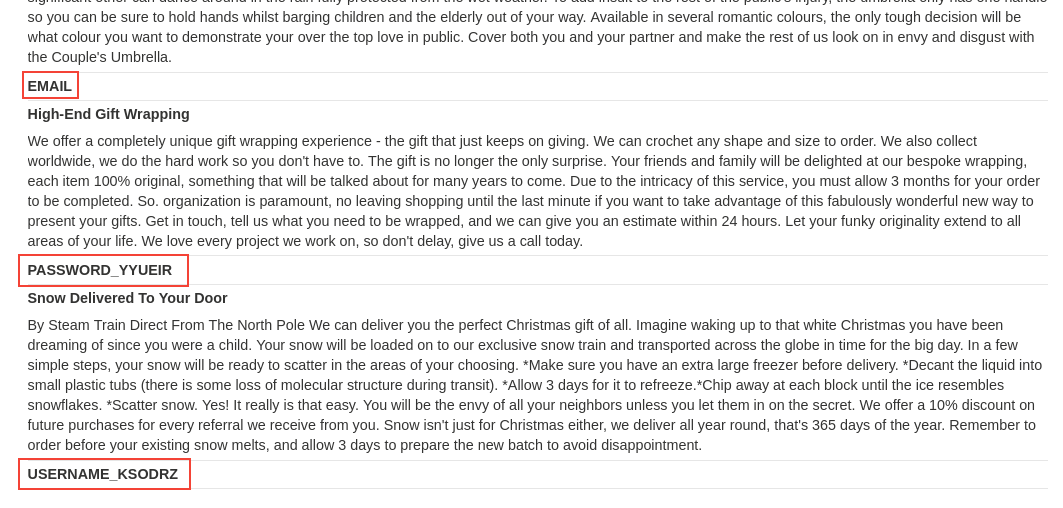 so you can be sure to hold hands whilst barging children and the elderly out of your way. Available in several romantic colours, the only tough decision will be
what colour you want to demonstrate your over the top love in public. Cover both you and your partner and make the rest of us look on in envy and disgust with
the Couple's Umbrella.
EMAIL
High-End Gift Wrapping
We offer a completely unique gift wrapping experience - the gift that just keeps on giving. We can crochet any shape and size to order. We also collect
worldwide, we do the hard work so you don't have to. The gift is no longer the only surprise. Your friends and family will be delighted at our bespoke wrapping,
each item 100% original, something that will be talked about for many years to come. Due to the intricacy of this service, you must allow 3 months for your order
to be completed. So. organization is paramount, no leaving shopping until the last minute if you want to take advantage of this fabulously wonderful new way to
present your gifts. Get in touch, tell us what you need to be wrapped, and we can give you an estimate within 24 hours. Let your funky originality extend to all
areas of your life. We love every project we work on, so don't delay, give us a call today.
PASSWORD_YYUEIR
Snow Delivered To Your Door
By Steam Train Direct From The North Pole We can deliver you the perfect Christmas gift of all. Imagine waking up to that white Christmas you have been
dreaming of since you were a child. Your snow will be loaded on to our exclusive snow train and transported across the globe in time for the big day. In a few
simple steps, your snow will be ready to scatter in the areas of your choosing. *Make sure you have an extra large freezer before delivery. *Decant the liquid into
small plastic tubs (there is some loss of molecular structure during transit). *Allow 3 days for it to refreeze.*Chip away at each block until the ice resembles
snowflakes. *Scatter snow. Yes! It really is that easy. You will be the envy of all your neighbors unless you let them in on the secret. We offer a 10% discount on
future purchases for every referral we receive from you. Snow isn't just for Christmas either, we deliver all year round, that's 365 days of the year. Remember to
order before your existing snow melts, and allow 3 days to prepare the new batch to avoid disappointment.
USERNAME_KSODRZ